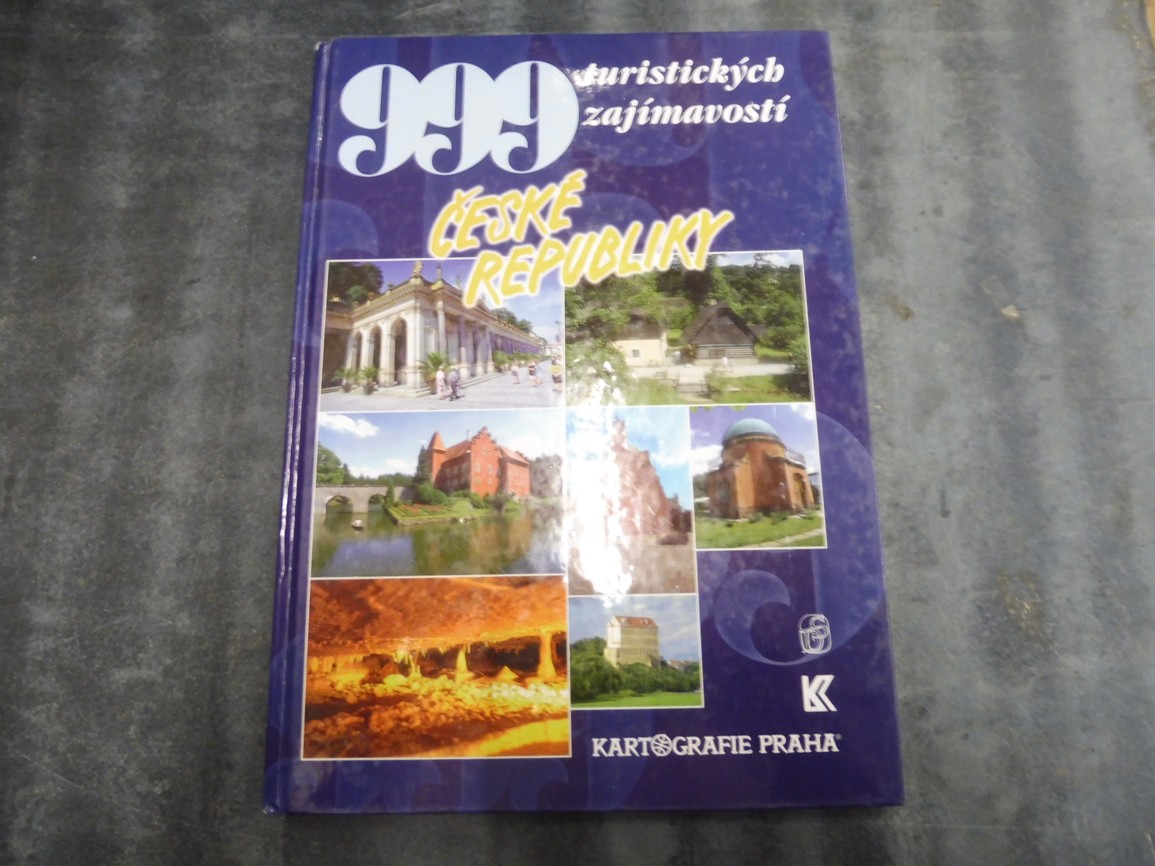 999 turistických
zajímavostí
ČESKÉ
REPUBLIKY
KARTOGRAFIE PRAHA®